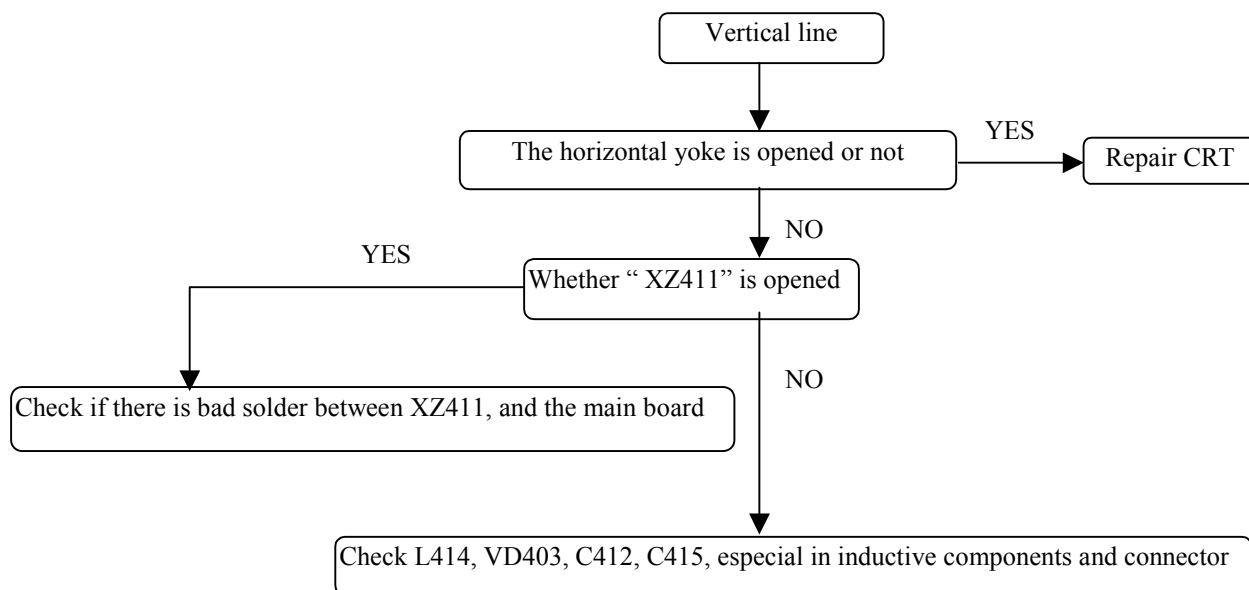 Vertical line
The horizontal yoke is opened or not
YES
Repair CRT
NO
YES
Whether “ XZ411” is opened
NO
Check if there is bad solder between XZ411, and the main board
Check L414, VD403, C412, C415, especial in inductive components and connector